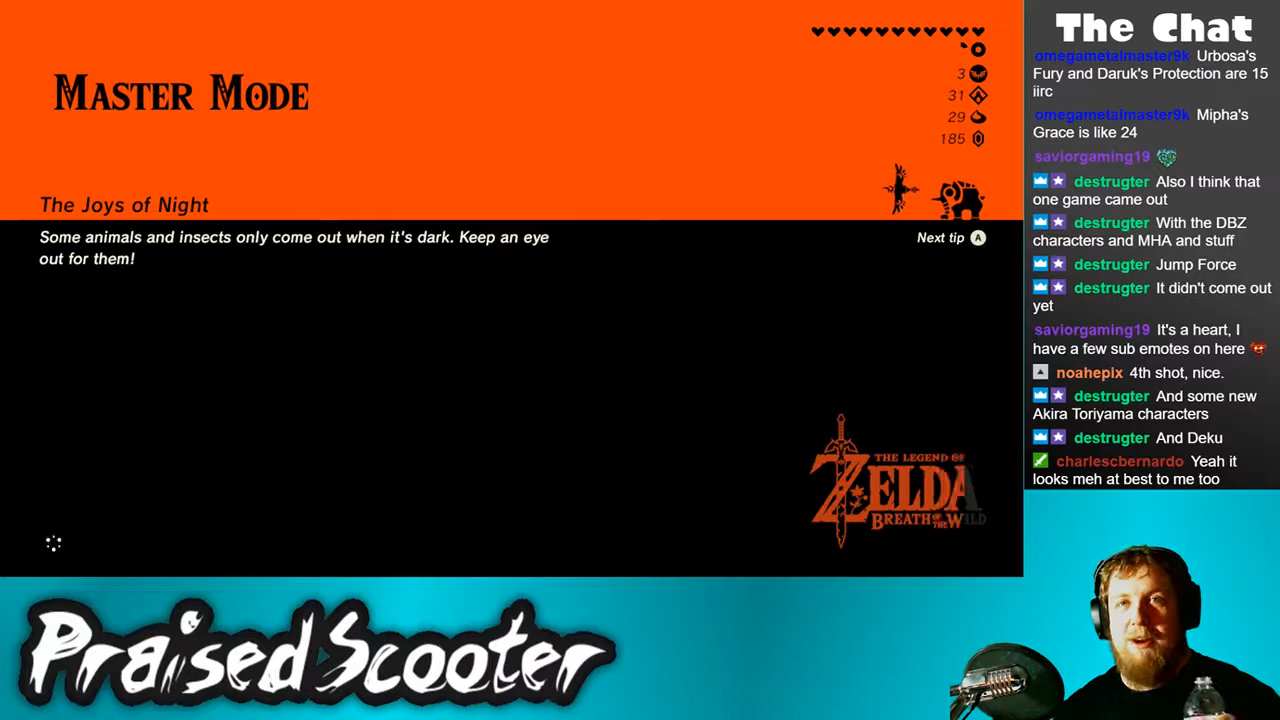 MASTER MODE
3
31
29
185
The Joys of Night
Some animals and insects only come out when it's dark. Keep an eye
out for them!
Next tip A
THE LEGEND OF
ZELDA
BREATH OF THE WILD
PraisedScooter
The Chat
omegametalmaster9k Urbosa's
Fury and Daruk's Protection are 15
iirc
omegametalmaster9k Mipha's
Grace is like 24
saviorgaming19
destrugter Also I think that
one game came out
destrugter With the DBZ
characters and MHA and stuff
destrugter Jump Force
destrugter It didn't come out
yet
saviorgaming19 It's a heart, I
have a few sub emotes on here
noahepix 4th shot, nice.
destrugter And some new
Akira Toriyama characters
destrugter And Deku
charlescbernardo Yeah it
looks meh at best to me too